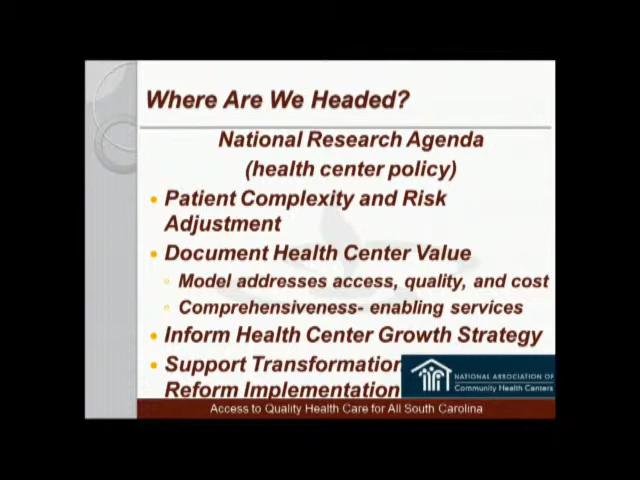 Where Are We Headed?
National Research Agenda
(health center policy)
Patient Complexity and Risk
Adjustment
Document Health Center Value
Model addresses access, quality, and cost
Comprehensiveness- enabling services
Inform Health Center Growth Strategy
Support Transformation
Reform Implementation
NATIONAL ASSOCIATION OF
Community Health Centers
Access to Quality Health Care for All South Carolina